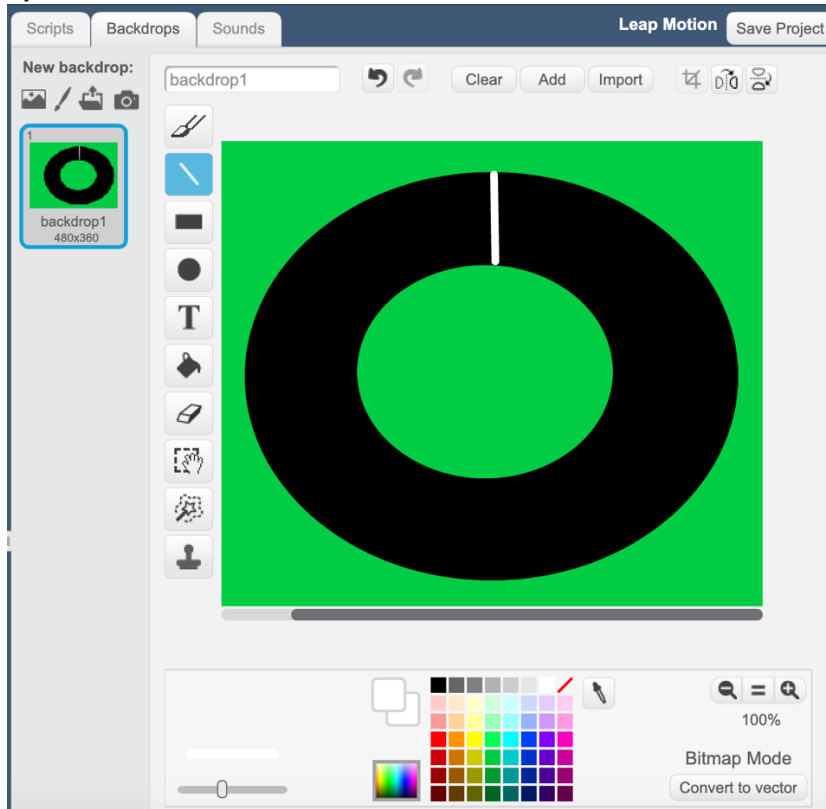 Scripts Backdrops Sounds Leap Motion Save Project
New backdrop:
backdrop1 Clear Add Import
1
backdrop1
480x360
T
100%
Bitmap Mode
Convert to vector